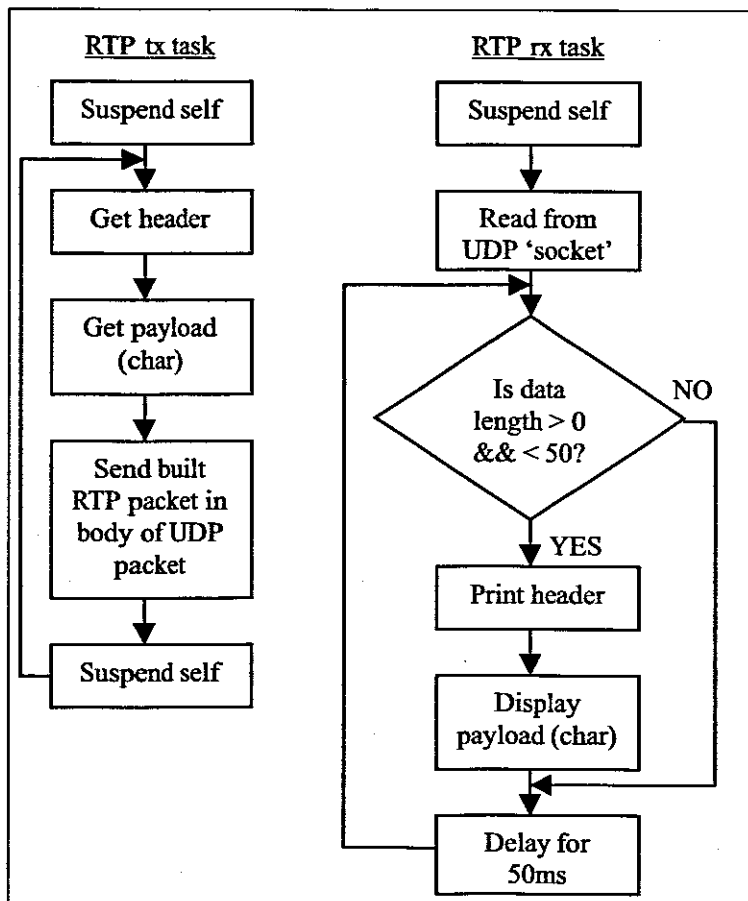 RTP tx task
Suspend self
Get header
Get payload
(char)
Send built
RTP packet in
body of UDP
packet
Suspend self
RTP rx task
Suspend self
Read from
UDP ‘socket’
Is data
length > 0
&& < 50?
NO
YES
Print header
Display
payload (char)
Delay for
50ms